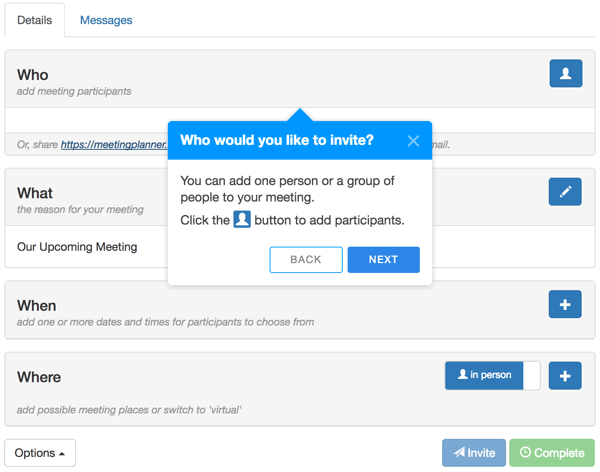 Details Messages
Who
add meeting participants
Or, share https://meetingplanner. mail.
Who would you like to invite?
You can add one person or a group of
people to your meeting.
Click the button to add participants.
BACK NEXT
What
the reason for your meeting
Our Upcoming Meeting
When
add one or more dates and times for participants to choose from
Where
in person
add possible meeting places or switch to 'virtual'
Options Invite Complete